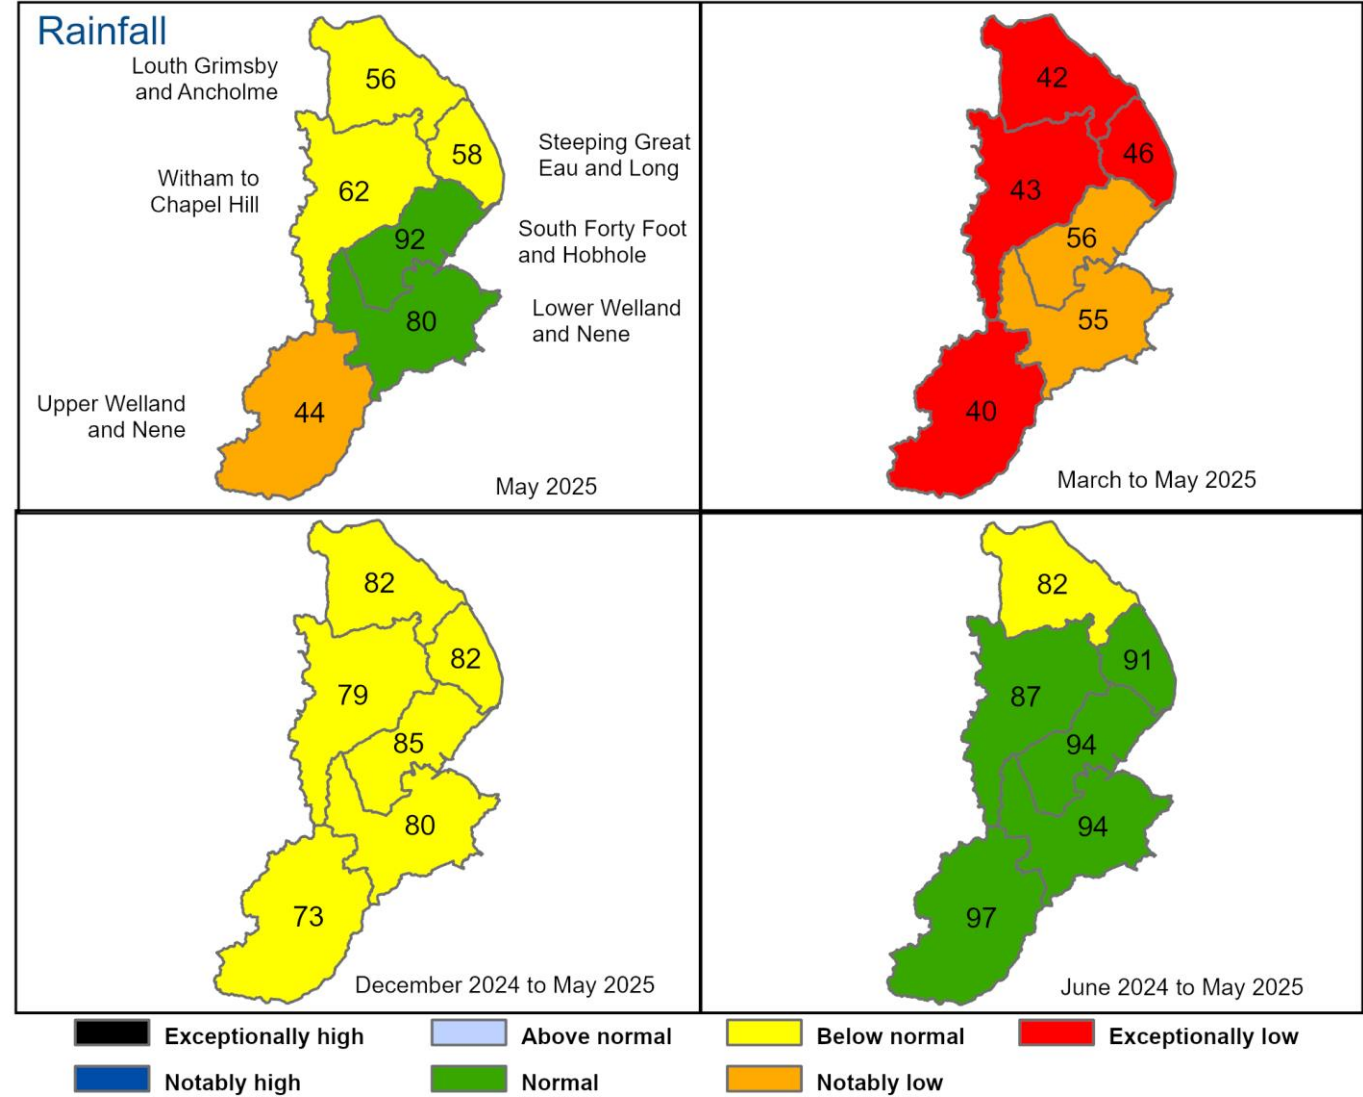 Rainfall
Louth Grimsby
and Ancholme
56
Steeping Great
Eau and Long
58
Witham to
Chapel Hill
62
South Forty Foot
and Hobhole
92
Lower Welland
and Nene
80
Upper Welland
and Nene
44
May 2025
42
46
43
56
55
40
March to May 2025
82
82
79
85
80
73
December 2024 to May 2025
82
91
87
94
94
97
June 2024 to May 2025
Exceptionally high
Above normal
Below normal
Exceptionally low
Notably high
Normal
Notably low